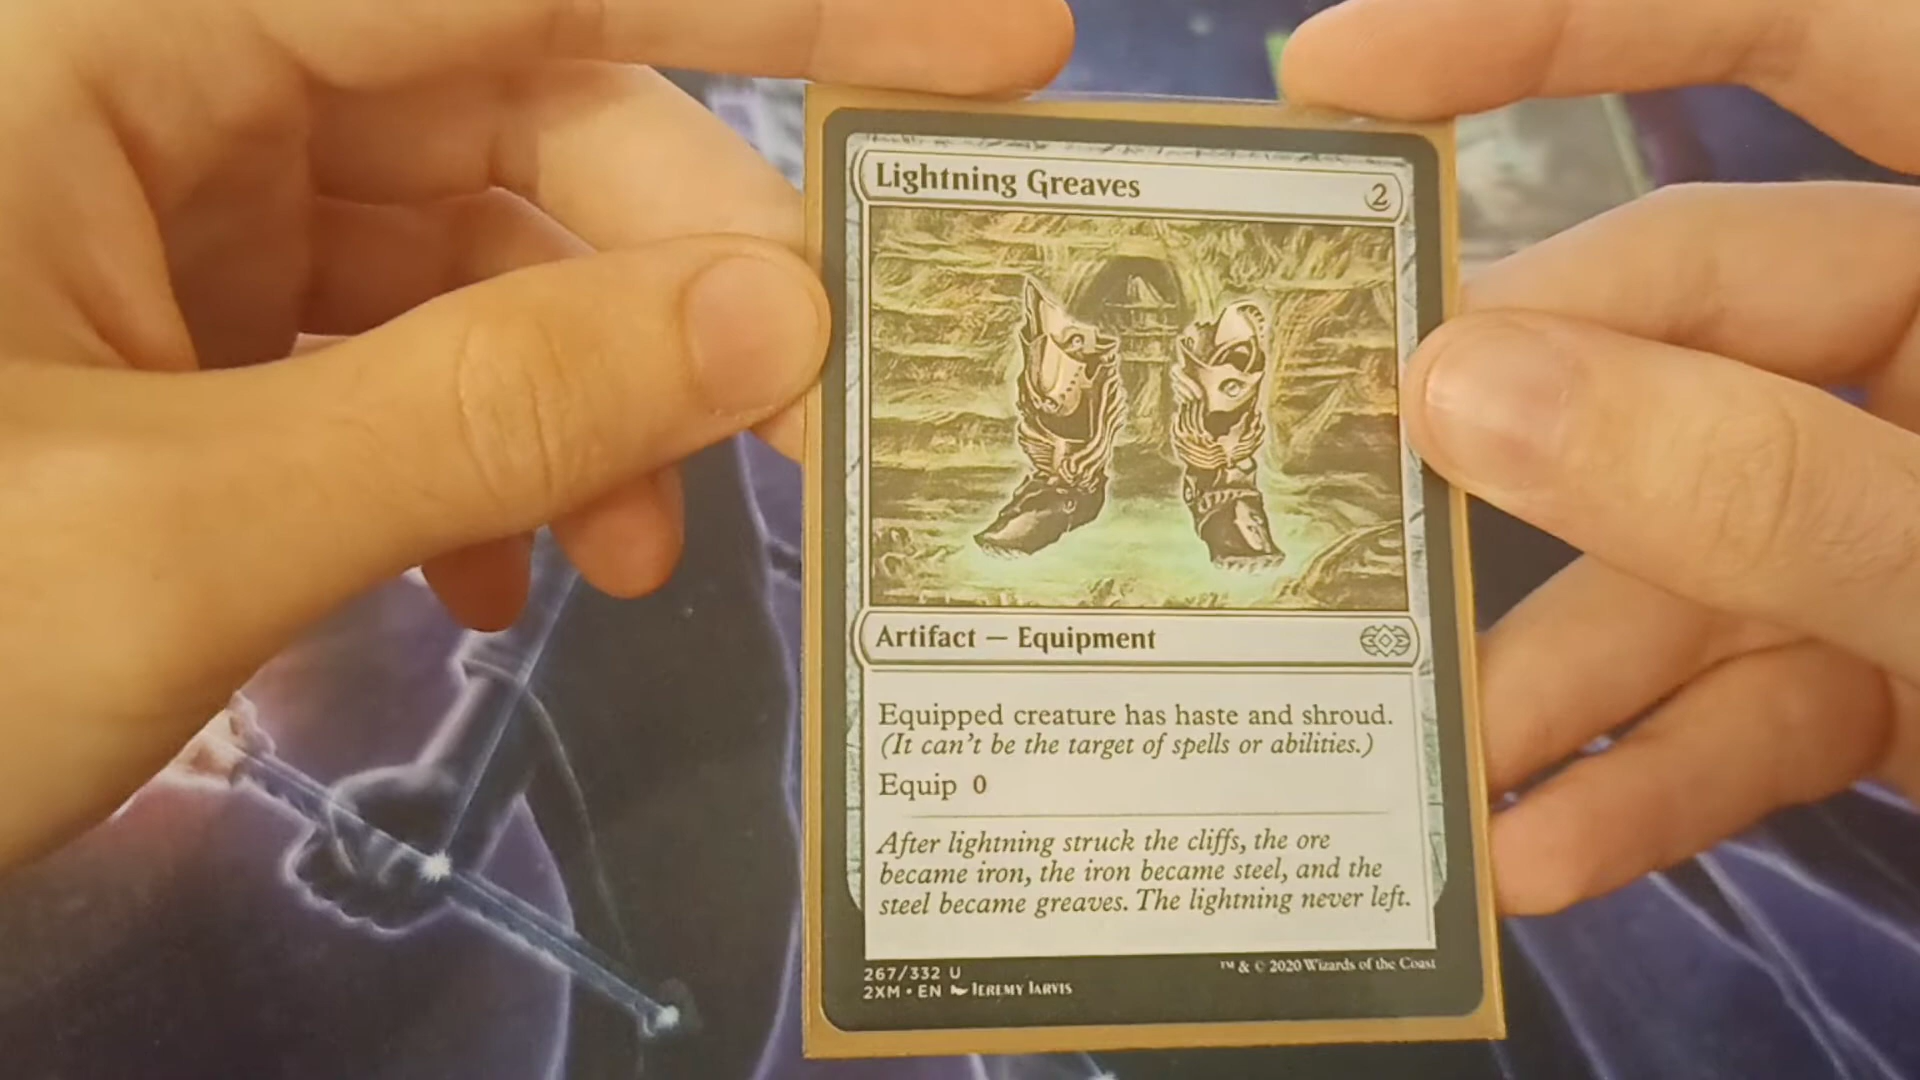 Lightning Greaves 2
Artifact — Equipment
Equipped creature has haste and shroud.
(It can't be the target of spells or abilities.)
Equip 0
After lightning struck the cliffs, the ore
became iron, the iron became steel, and the
steel became greaves. The lightning never left.
267/332 U
™ & © 2020 Wizards of the Coast
2XM • EN Jeremy Jarvis